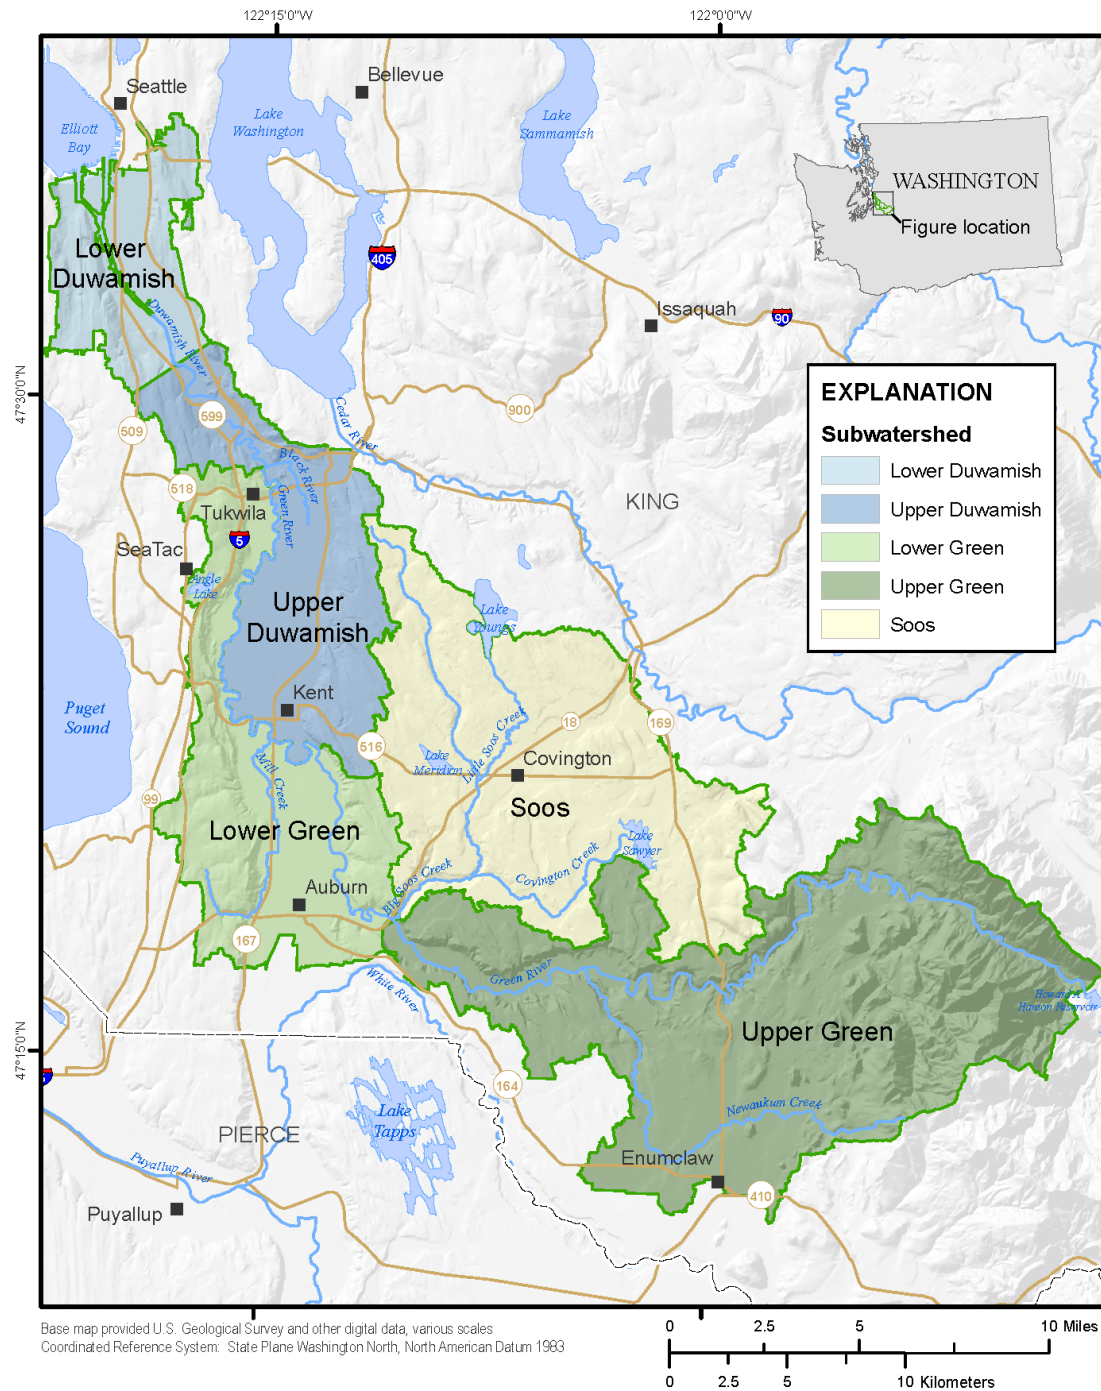 122°15'0"W
122°0'0"W
Seattle
Bellevue
Elliott
Bay
Lake
Washington
Lake
Sammamish
WASHINGTON
Figure location
Lower
Duwamish
405
Duwamish River
Issaquah
90
47°30'0"N
EXPLANATION
Subwatershed
Lower Duwamish
Upper Duwamish
Lower Green
Upper Green
Soos
599
509
900
Cedar River
Black River
518
Tukwila
Green River
KING
5
SeaTac
Angle
Lake
Upper
Duwamish
Lake
Youngs
Kent
Puget
Sound
516
18
169
Little Soos Creek
Lake
Meridian
Covington
Mill Creek
99
Soos
Lower Green
Lake
Sawyer
Auburn
Big Soos Creek
Covington Creek
167
White River
Green River
Howard A
Hanson Reservoir
Upper Green
47°15'0"N
5
164
Lake
Tapps
Newaukum Creek
PIERCE
Puyallup River
Enumclaw
Puyallup
410
Base map provided U.S. Geological Survey and other digital data, various scales
Coordinated Reference System: State Plane Washington North, North American Datum 1983
0 2.5 5 10 Miles
0 2.5 5 10 Kilometers